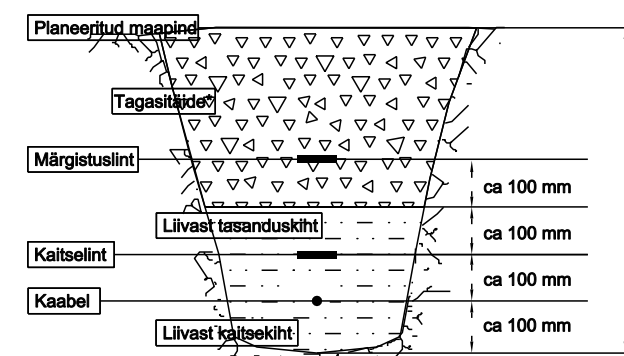 Planeeritud maapind
Tagasitäide*
Märgistuslint
ca 100 mm
Liivast tasanduskiht
ca 100 mm
Kaitselint
ca 100 mm
Kaabel
Liivast kaitsekiht
ca 100 mm